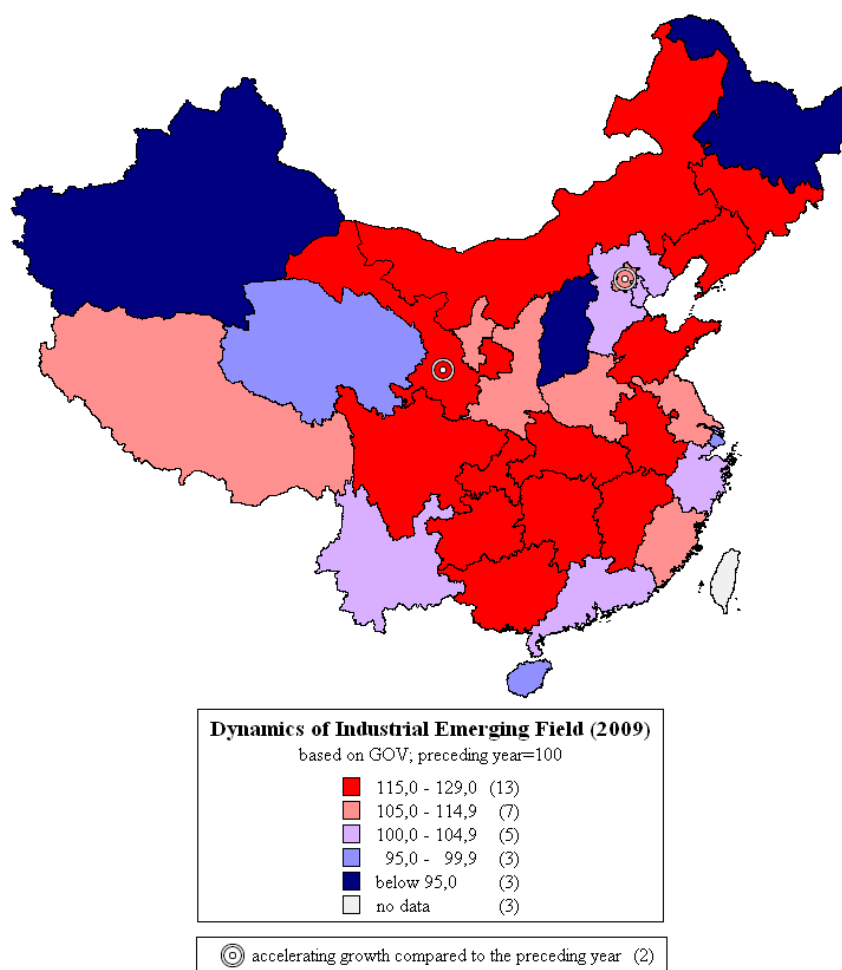 Dynamics of Industrial Emerging Field (2009)
based on GOV; preceding year=100
115,0 - 129,0 (13)
105,0 - 114,9 (7)
100,0 - 104,9 (5)
95,0 - 99,9 (3)
below 95,0 (3)
no data (3)
accelerating growth compared to the preceding year (2)